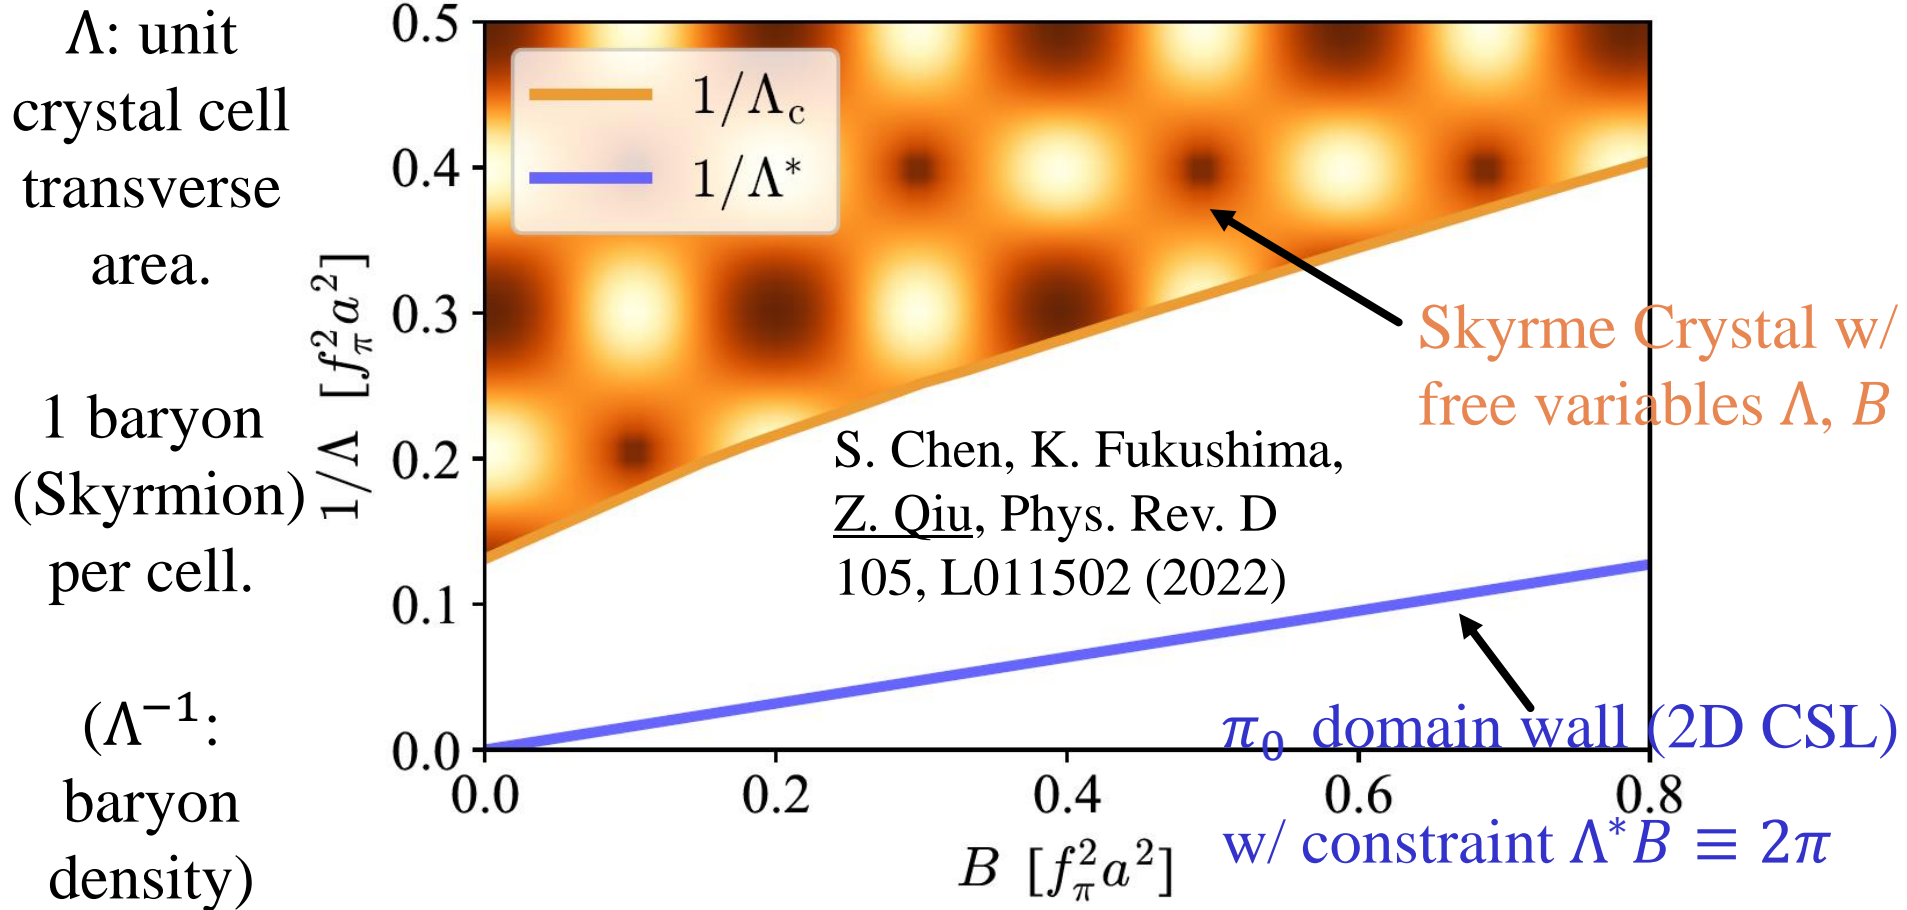 Λ: unit
crystal cell
transverse
area.
1 baryon
(Skyrmion)
per cell.
(Λ⁻¹:
baryon
density)
1/Λ [f_π²a²]
0.5
0.4
0.3
0.2
0.1
0.0
1/Λ_c
1/Λ*
Skyrme Crystal w/
free variables Λ, B
S. Chen, K. Fukushima,
Z. Qiu, Phys. Rev. D
105, L011502 (2022)
π₀ domain wall (2D CSL)
w/ constraint Λ*B ≡ 2π
0.0 0.2 0.4 0.6 0.8
B [f_π²a²]